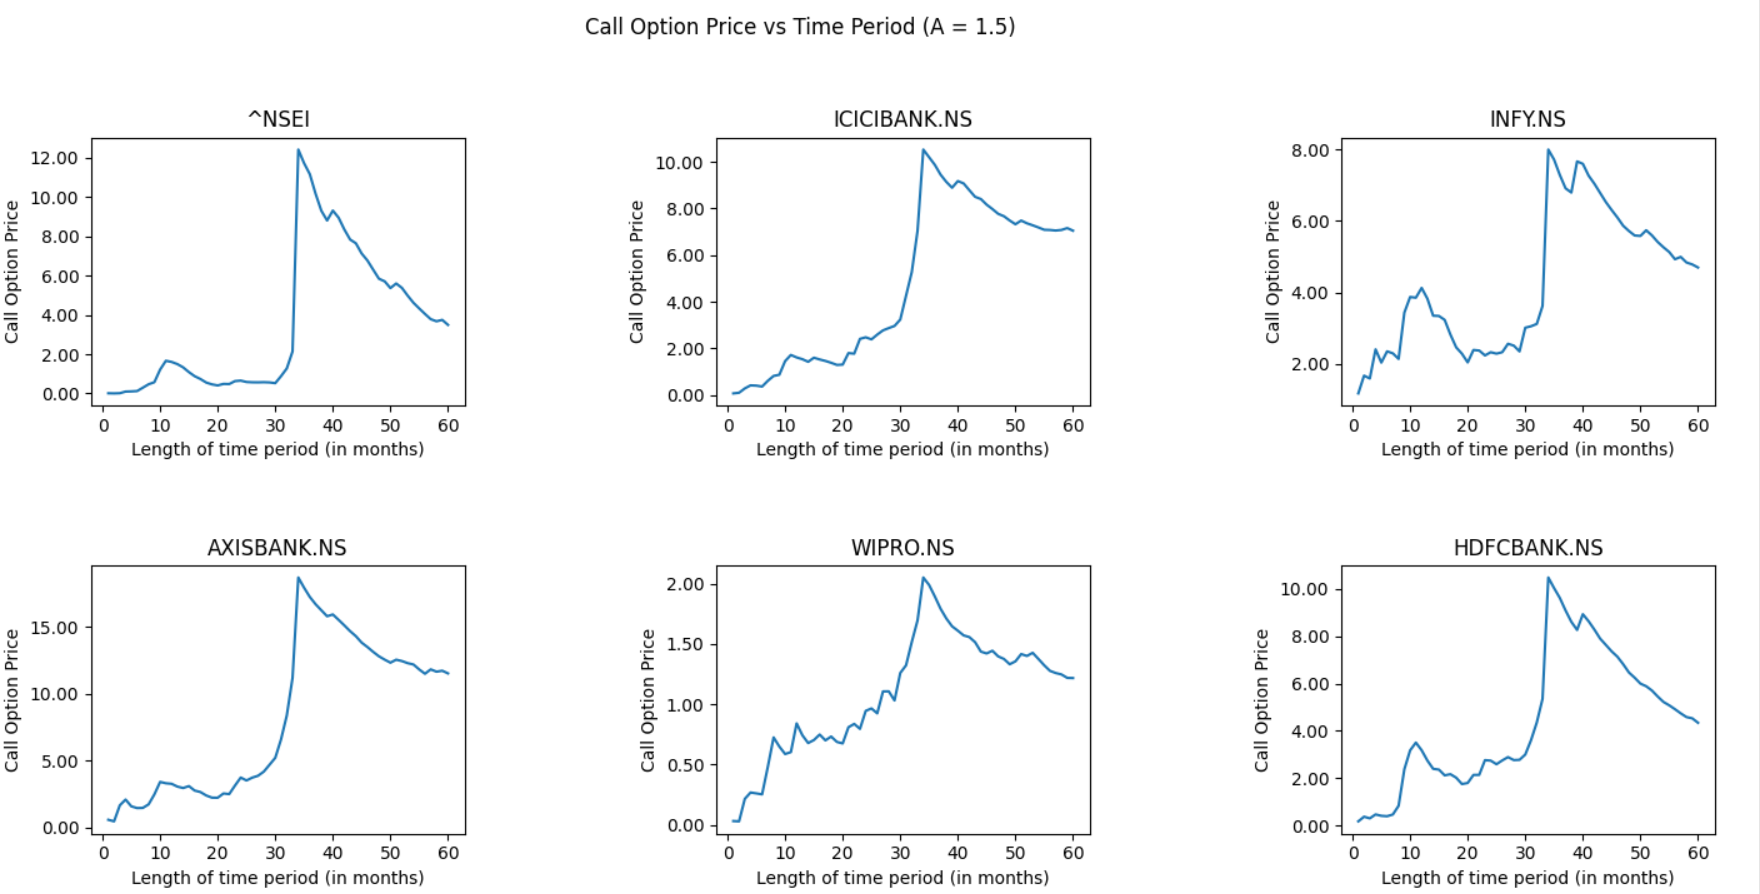 Call Option Price vs Time Period (A = 1.5)
^NSEI
Call Option Price
12.00
10.00
8.00
6.00
4.00
2.00
0.00
0 10 20 30 40 50 60
Length of time period (in months)
ICICIBANK.NS
Call Option Price
10.00
8.00
6.00
4.00
2.00
0.00
0 10 20 30 40 50 60
Length of time period (in months)
INFY.NS
Call Option Price
8.00
6.00
4.00
2.00
0 10 20 30 40 50 60
Length of time period (in months)
AXISBANK.NS
Call Option Price
15.00
10.00
5.00
0.00
0 10 20 30 40 50 60
Length of time period (in months)
WIPRO.NS
Call Option Price
2.00
1.50
1.00
0.50
0.00
0 10 20 30 40 50 60
Length of time period (in months)
HDFCBANK.NS
Call Option Price
10.00
8.00
6.00
4.00
2.00
0.00
0 10 20 30 40 50 60
Length of time period (in months)